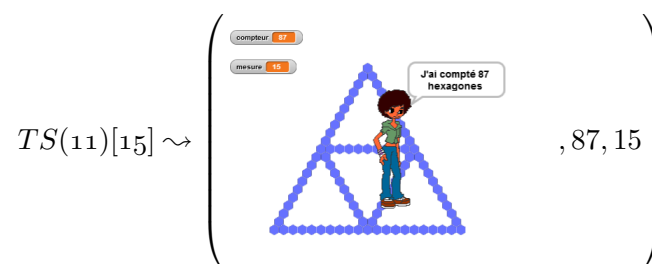 compteur 87
mesure 15
J'ai compté 87
hexagones
TS(11)[15] ⤳ ( , 87, 15 )